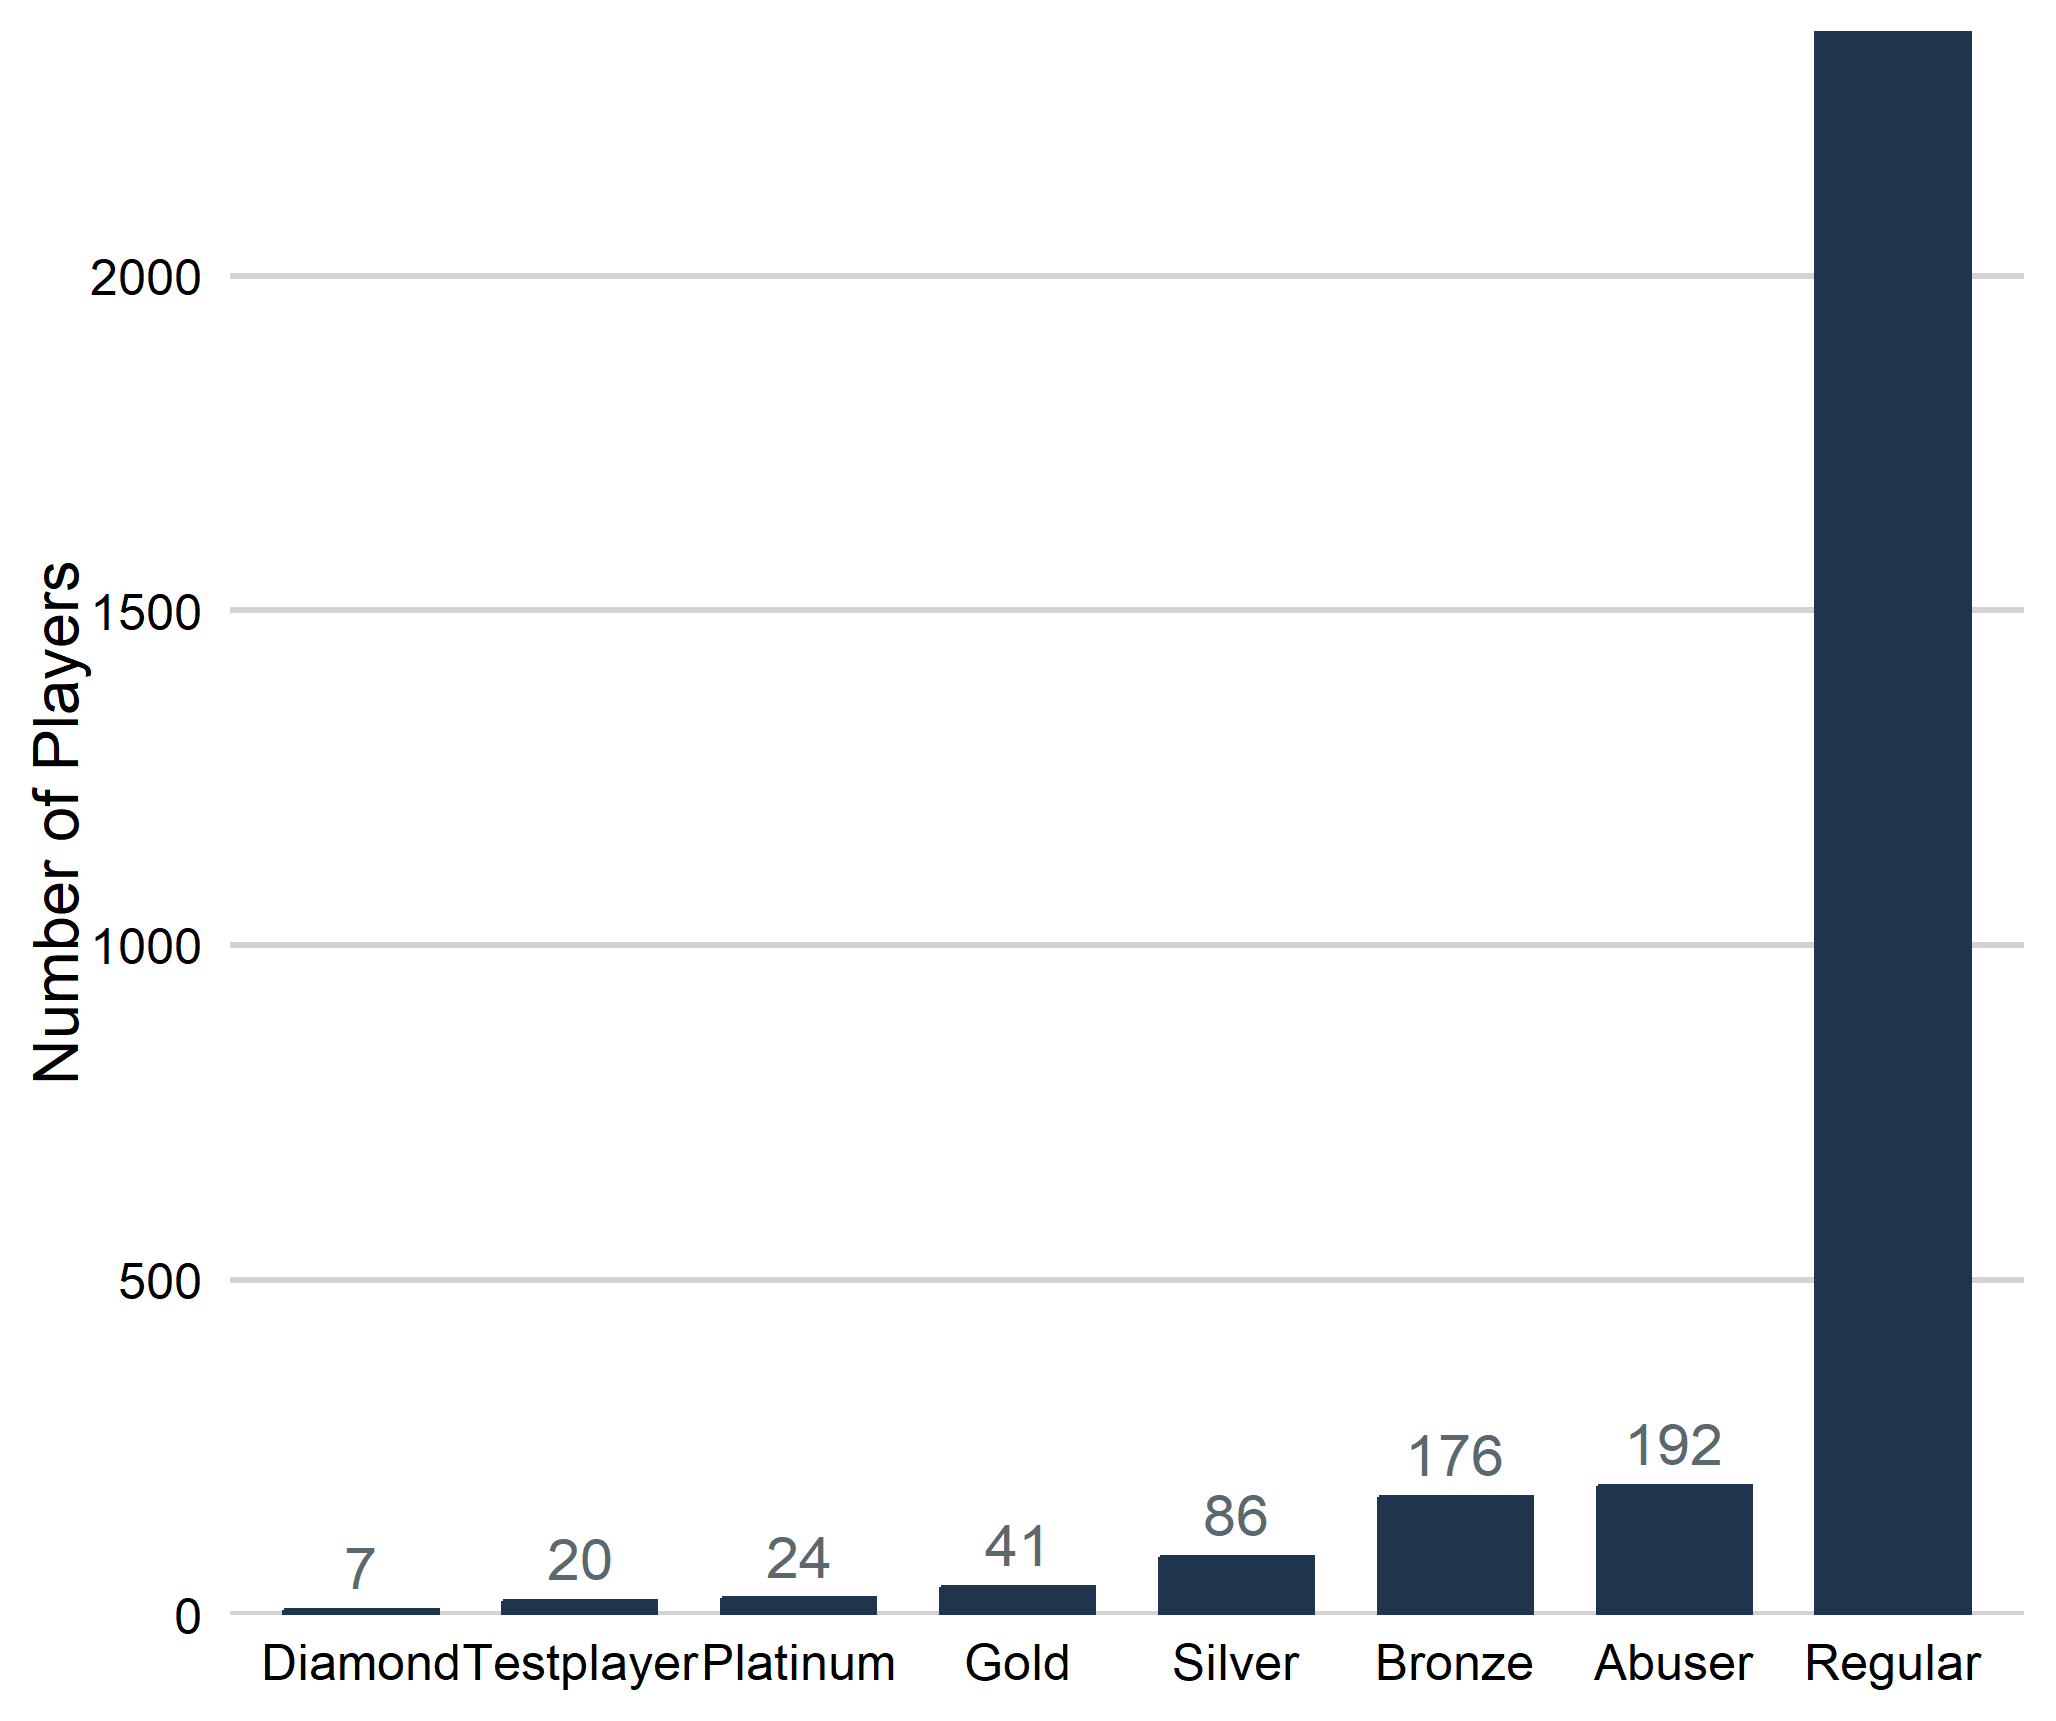 Number of Players
2000
1500
1000
500
0
7
20
24
41
86
176
192
Diamond
Testplayer
Platinum
Gold
Silver
Bronze
Abuser
Regular